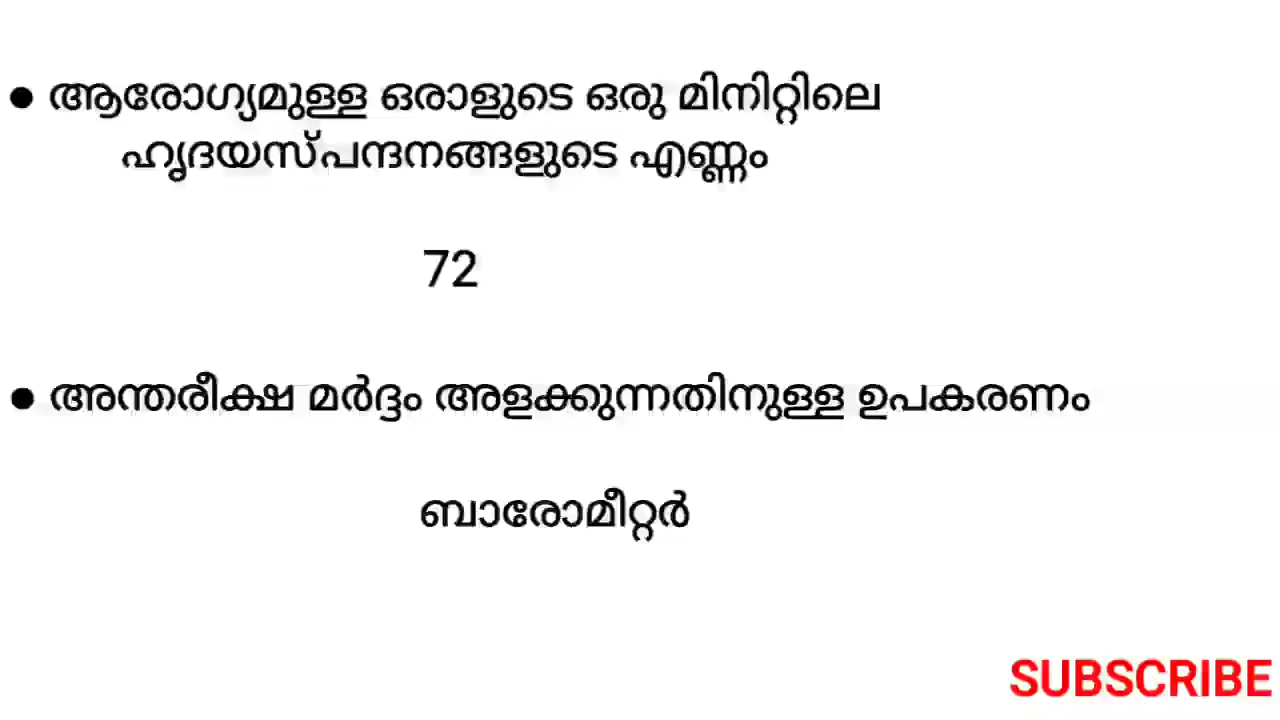 • ആരോഗ്യമുള്ള ഒരാളുടെ ഒരു മിനിറ്റിലെ
ഹൃദയസ്പന്ദനങ്ങളുടെ എണ്ണം
72
• അന്തരീക്ഷ മർദ്ദം അളക്കുന്നതിനുള്ള ഉപകരണം
ബാരോമീറ്റർ
SUBSCRIBE